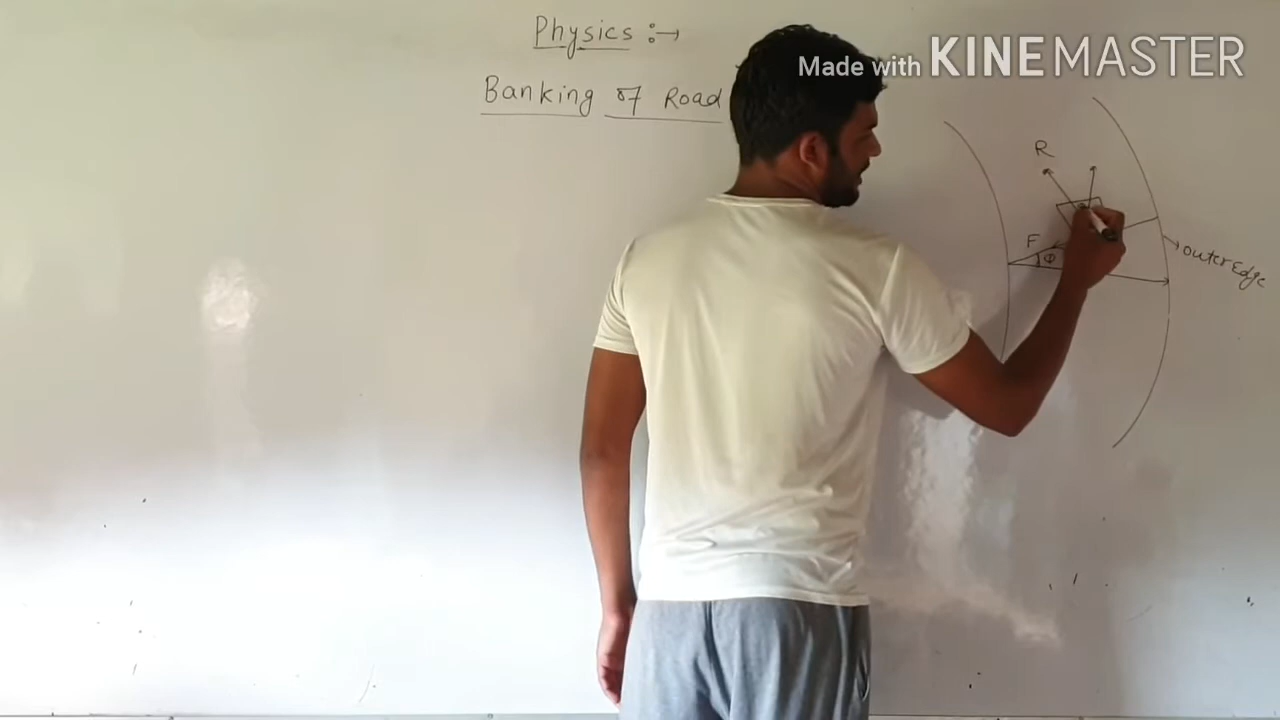 Physics :→
Made with KINEMASTER
Banking of Road
R
F
outer Edge